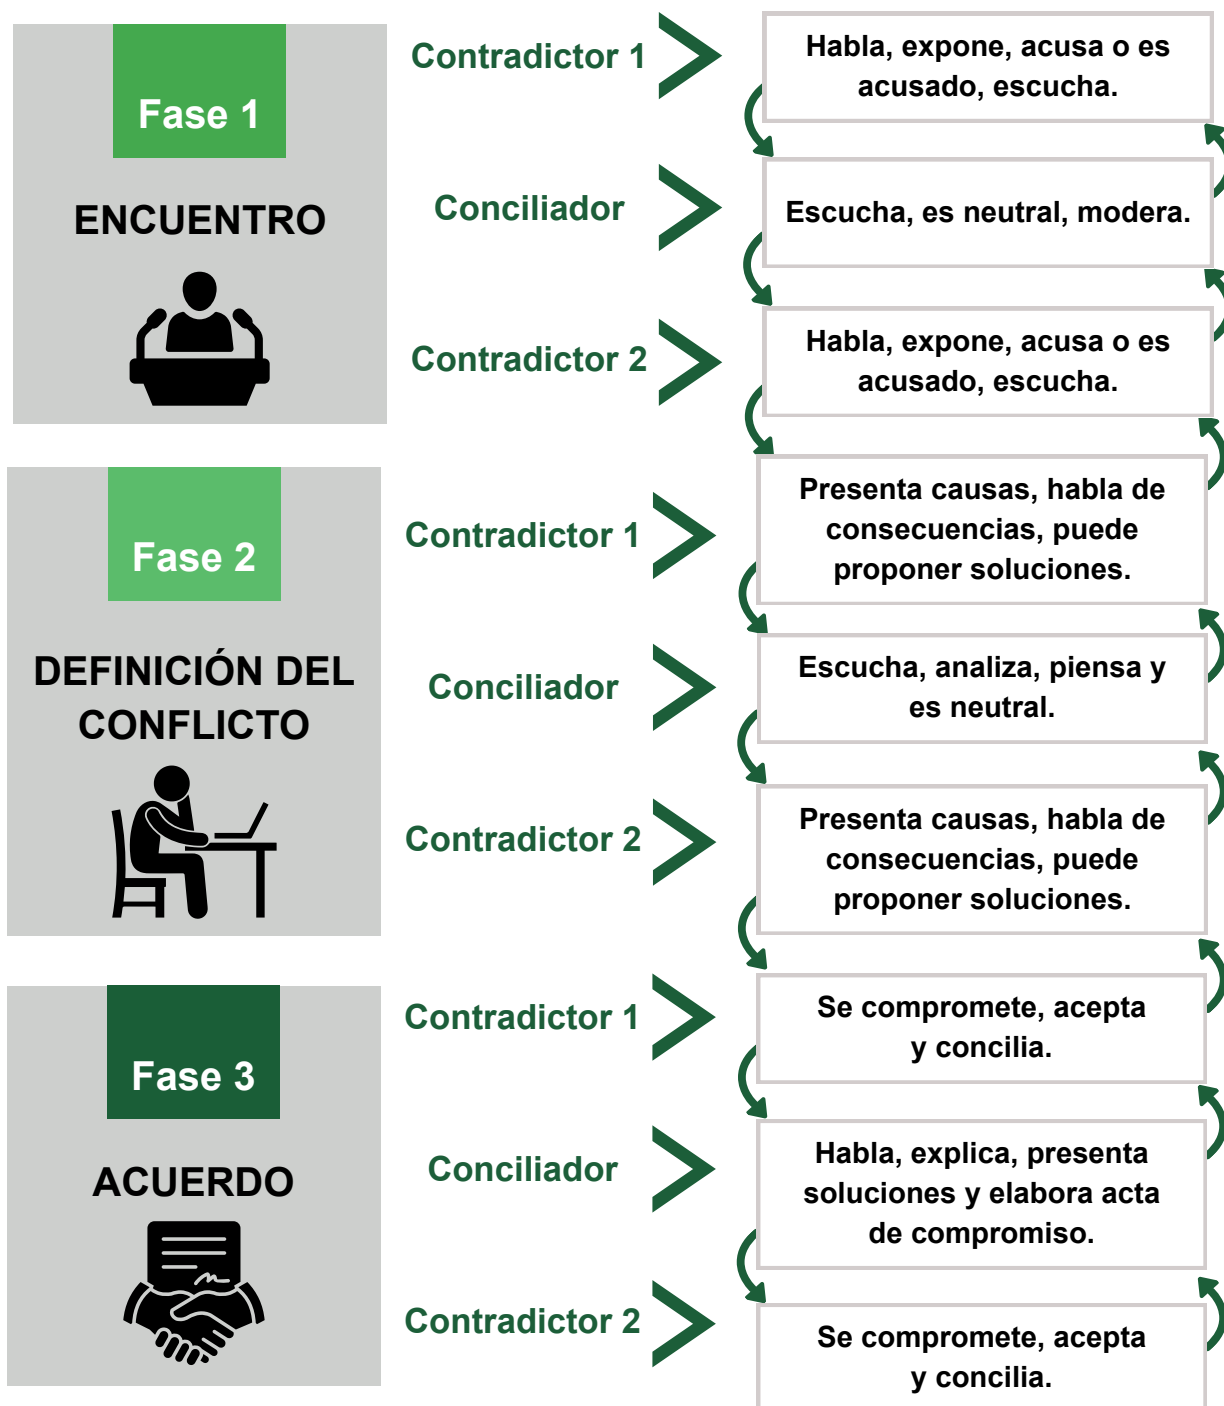 Fase 1
ENCUENTRO
Contradictor 1
Habla, expone, acusa o es
acusado, escucha.
Conciliador
Escucha, es neutral, modera.
Contradictor 2
Habla, expone, acusa o es
acusado, escucha.
Fase 2
DEFINICIÓN DEL
CONFLICTO
Contradictor 1
Presenta causas, habla de
consecuencias, puede
proponer soluciones.
Conciliador
Escucha, analiza, piensa y
es neutral.
Contradictor 2
Presenta causas, habla de
consecuencias, puede
proponer soluciones.
Fase 3
ACUERDO
Contradictor 1
Se compromete, acepta
y concilia.
Conciliador
Habla, explica, presenta
soluciones y elabora acta
de compromiso.
Contradictor 2
Se compromete, acepta
y concilia.